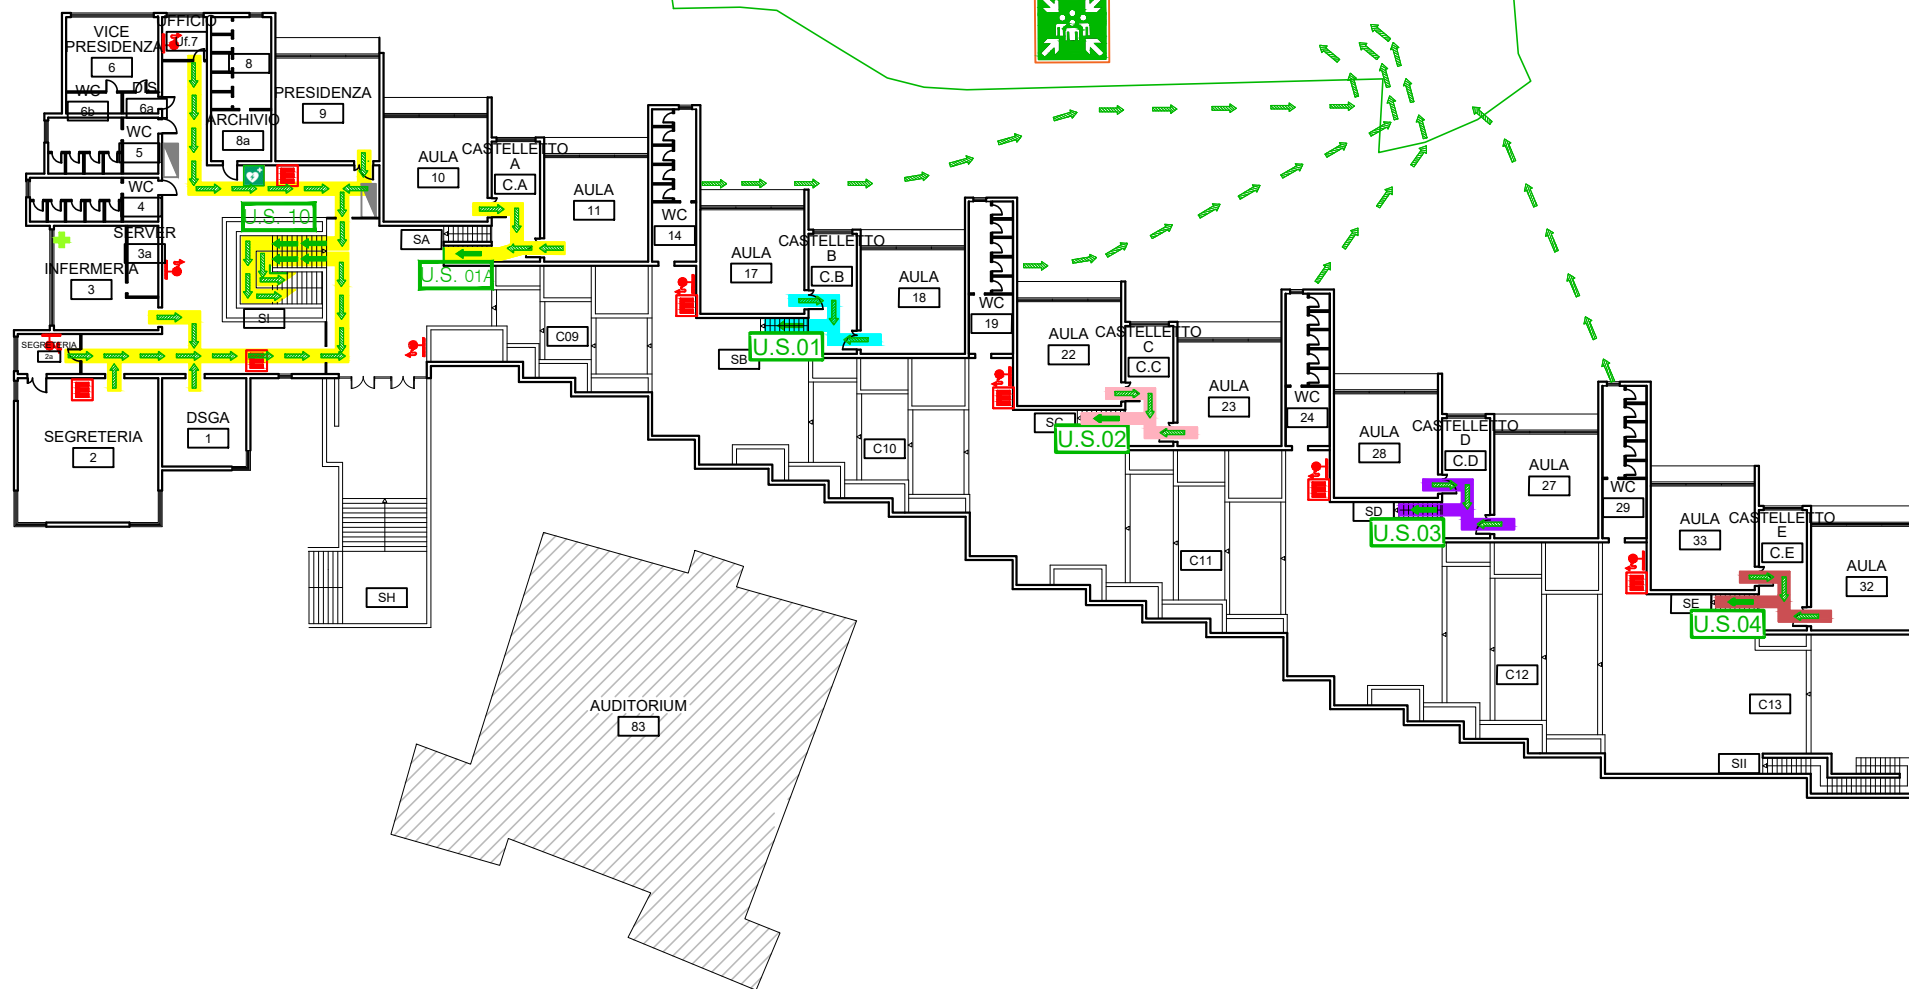 VICE
PRESIDENZA
6
UFFICIO
Uf.7
8
WC
6b
D.S.
6a
ARCHIVIO
8a
PRESIDENZA
9
WC
5
WC
4
SERVER
3a
INFERMERIA
3
U.S. 10
SI
SEGRETERIA
2a
SEGRETERIA
2
DSGA
1
SH
AULA
10
CASTELLETTO
A
C.A
AULA
11
SA
U.S. 01A
WC
14
C09
AULA
17
CASTELLETTO
B
C.B
AULA
18
SB
U.S.01
WC
19
C10
AULA
22
CASTELLETTO
C
C.C
AULA
23
SC
U.S.02
WC
24
C11
AULA
28
CASTELLETTO
D
C.D
AULA
27
SD
U.S.03
WC
29
C12
AULA
33
CASTELLETTO
E
C.E
AULA
32
SE
U.S.04
C13
SII
AUDITORIUM
83